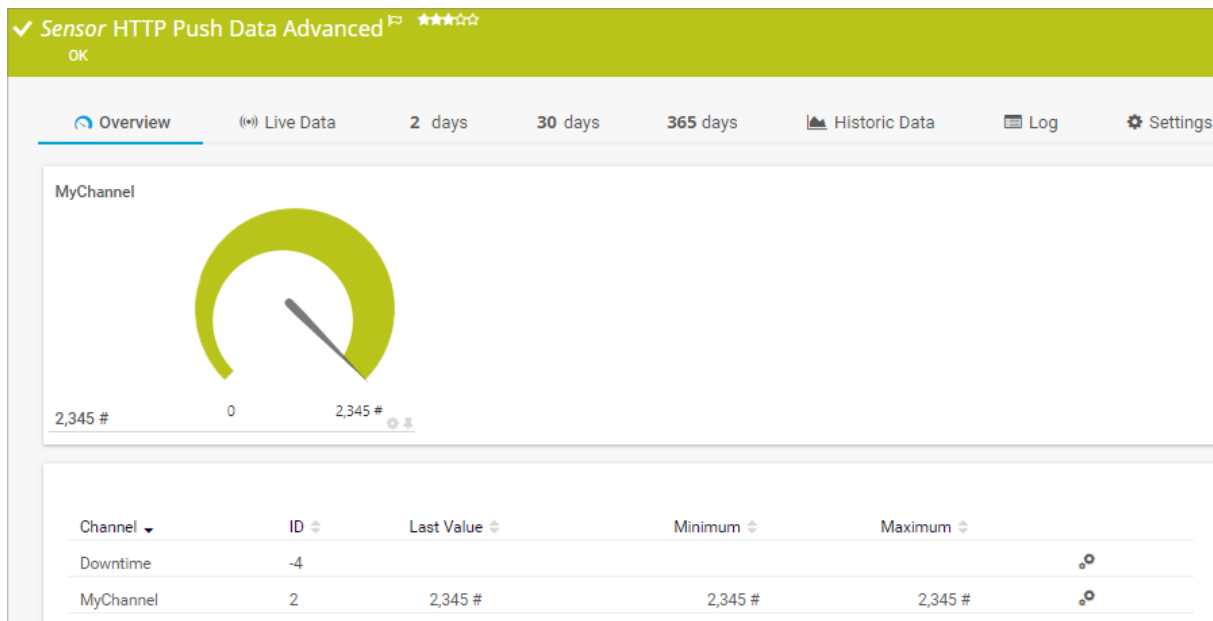 Sensor HTTP Push Data Advanced
OK
Overview Live Data 2 days 30 days 365 days Historic Data Log Settings
MyChannel
2,345 # 0 2,345 #
Channel ID Last Value Minimum Maximum
Downtime -4
MyChannel 2 2,345 # 2,345 # 2,345 #